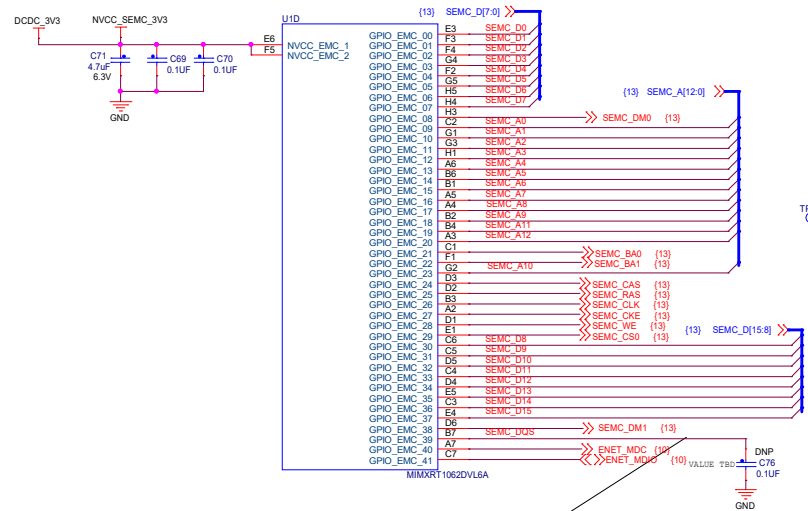 {13} SEMC_D[7:0]
DCDC_3V3 NVCC_SEMC_3V3 U1D
E6 NVCC_EMC_1
F5 NVCC_EMC_2
C71 4.7uF 6.3V
C69 0.1UF
C70 0.1UF
GND
GPIO_EMC_00 E3 SEMC_D0
GPIO_EMC_01 F3 SEMC_D1
GPIO_EMC_02 F4 SEMC_D2
GPIO_EMC_03 G4 SEMC_D3
GPIO_EMC_04 F2 SEMC_D4
GPIO_EMC_05 G5 SEMC_D5
GPIO_EMC_06 H5 SEMC_D6
GPIO_EMC_07 H4 SEMC_D7
{13} SEMC_A[12:0]
GPIO_EMC_08 H3 SEMC_DM0 {13}
GPIO_EMC_09 C2 SEMC_A0
GPIO_EMC_10 G1 SEMC_A1
GPIO_EMC_11 G3 SEMC_A2
GPIO_EMC_12 H1 SEMC_A3
GPIO_EMC_13 A6 SEMC_A4
GPIO_EMC_14 B6 SEMC_A5
GPIO_EMC_15 B1 SEMC_A6
GPIO_EMC_16 A5 SEMC_A7
GPIO_EMC_17 A4 SEMC_A8
GPIO_EMC_18 B2 SEMC_A9
GPIO_EMC_19 B4 SEMC_A11
GPIO_EMC_20 A3 SEMC_A12
GPIO_EMC_21 C1 SEMC_BA0 {13}
GPIO_EMC_22 F1 SEMC_BA1 {13}
GPIO_EMC_23 G2 SEMC_A10
GPIO_EMC_24 D3 SEMC_CAS {13}
GPIO_EMC_25 D2 SEMC_RAS {13}
GPIO_EMC_26 B3 SEMC_CLK {13}
GPIO_EMC_27 A2 SEMC_CKE {13}
GPIO_EMC_28 D1 SEMC_WE {13}
GPIO_EMC_29 E1 SEMC_CS0 {13}
{13} SEMC_D[15:8]
GPIO_EMC_30 C6 SEMC_D8
GPIO_EMC_31 C5 SEMC_D9
GPIO_EMC_32 D5 SEMC_D10
GPIO_EMC_33 C4 SEMC_D11
GPIO_EMC_34 D4 SEMC_D12
GPIO_EMC_35 E5 SEMC_D13
GPIO_EMC_36 C3 SEMC_D14
GPIO_EMC_37 E4 SEMC_D15
GPIO_EMC_38 D6 SEMC_DM1 {13}
GPIO_EMC_39 B7 SEMC_DQS
GPIO_EMC_40 A7 ENET_MDC {10}
GPIO_EMC_41 C7 ENET_MDIO {10}
MIMXRT1062DVL6A
VALUE TBD
DNP
C76
0.1UF
GND